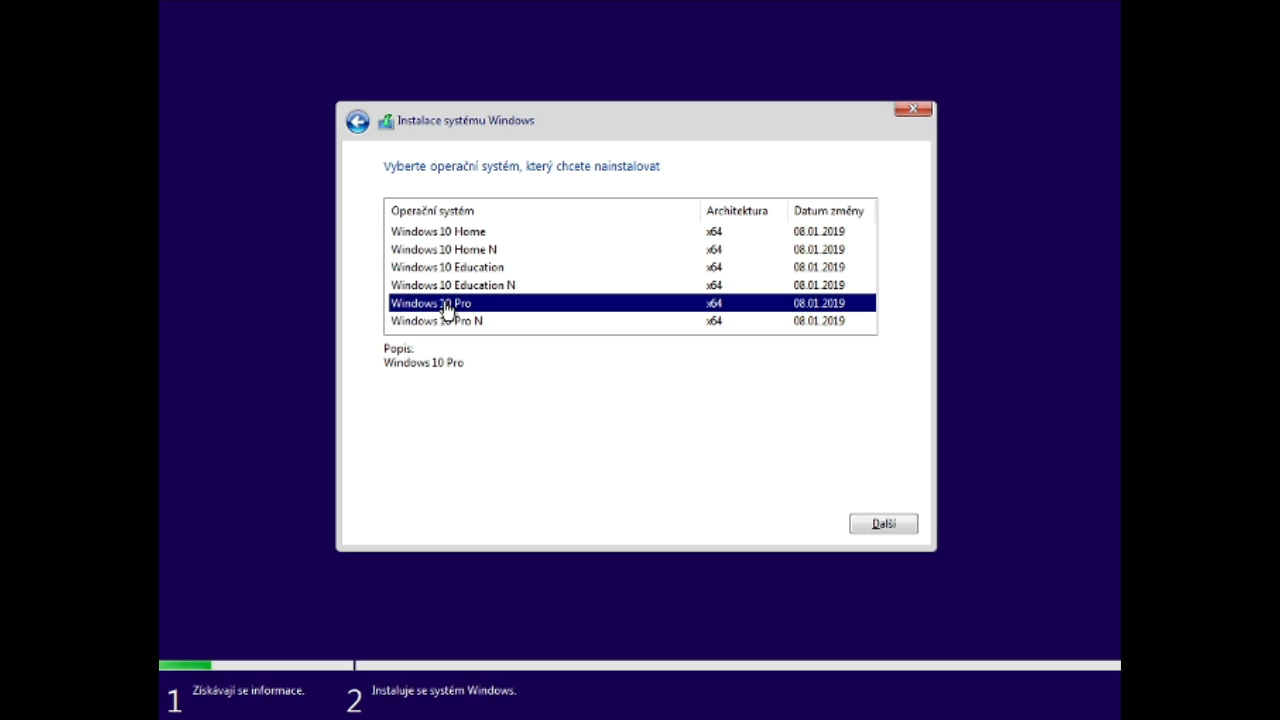 Instalace systému Windows
Vyberte operační systém, který chcete nainstalovat
Operační systém Architektura Datum změny
Windows 10 Home x64 08.01.2019
Windows 10 Home N x64 08.01.2019
Windows 10 Education x64 08.01.2019
Windows 10 Education N x64 08.01.2019
Windows 10 Pro x64 08.01.2019
Windows 10 Pro N x64 08.01.2019
Popis:
Windows 10 Pro
Další
1 Získávají se informace. 2 Instaluje se systém Windows.